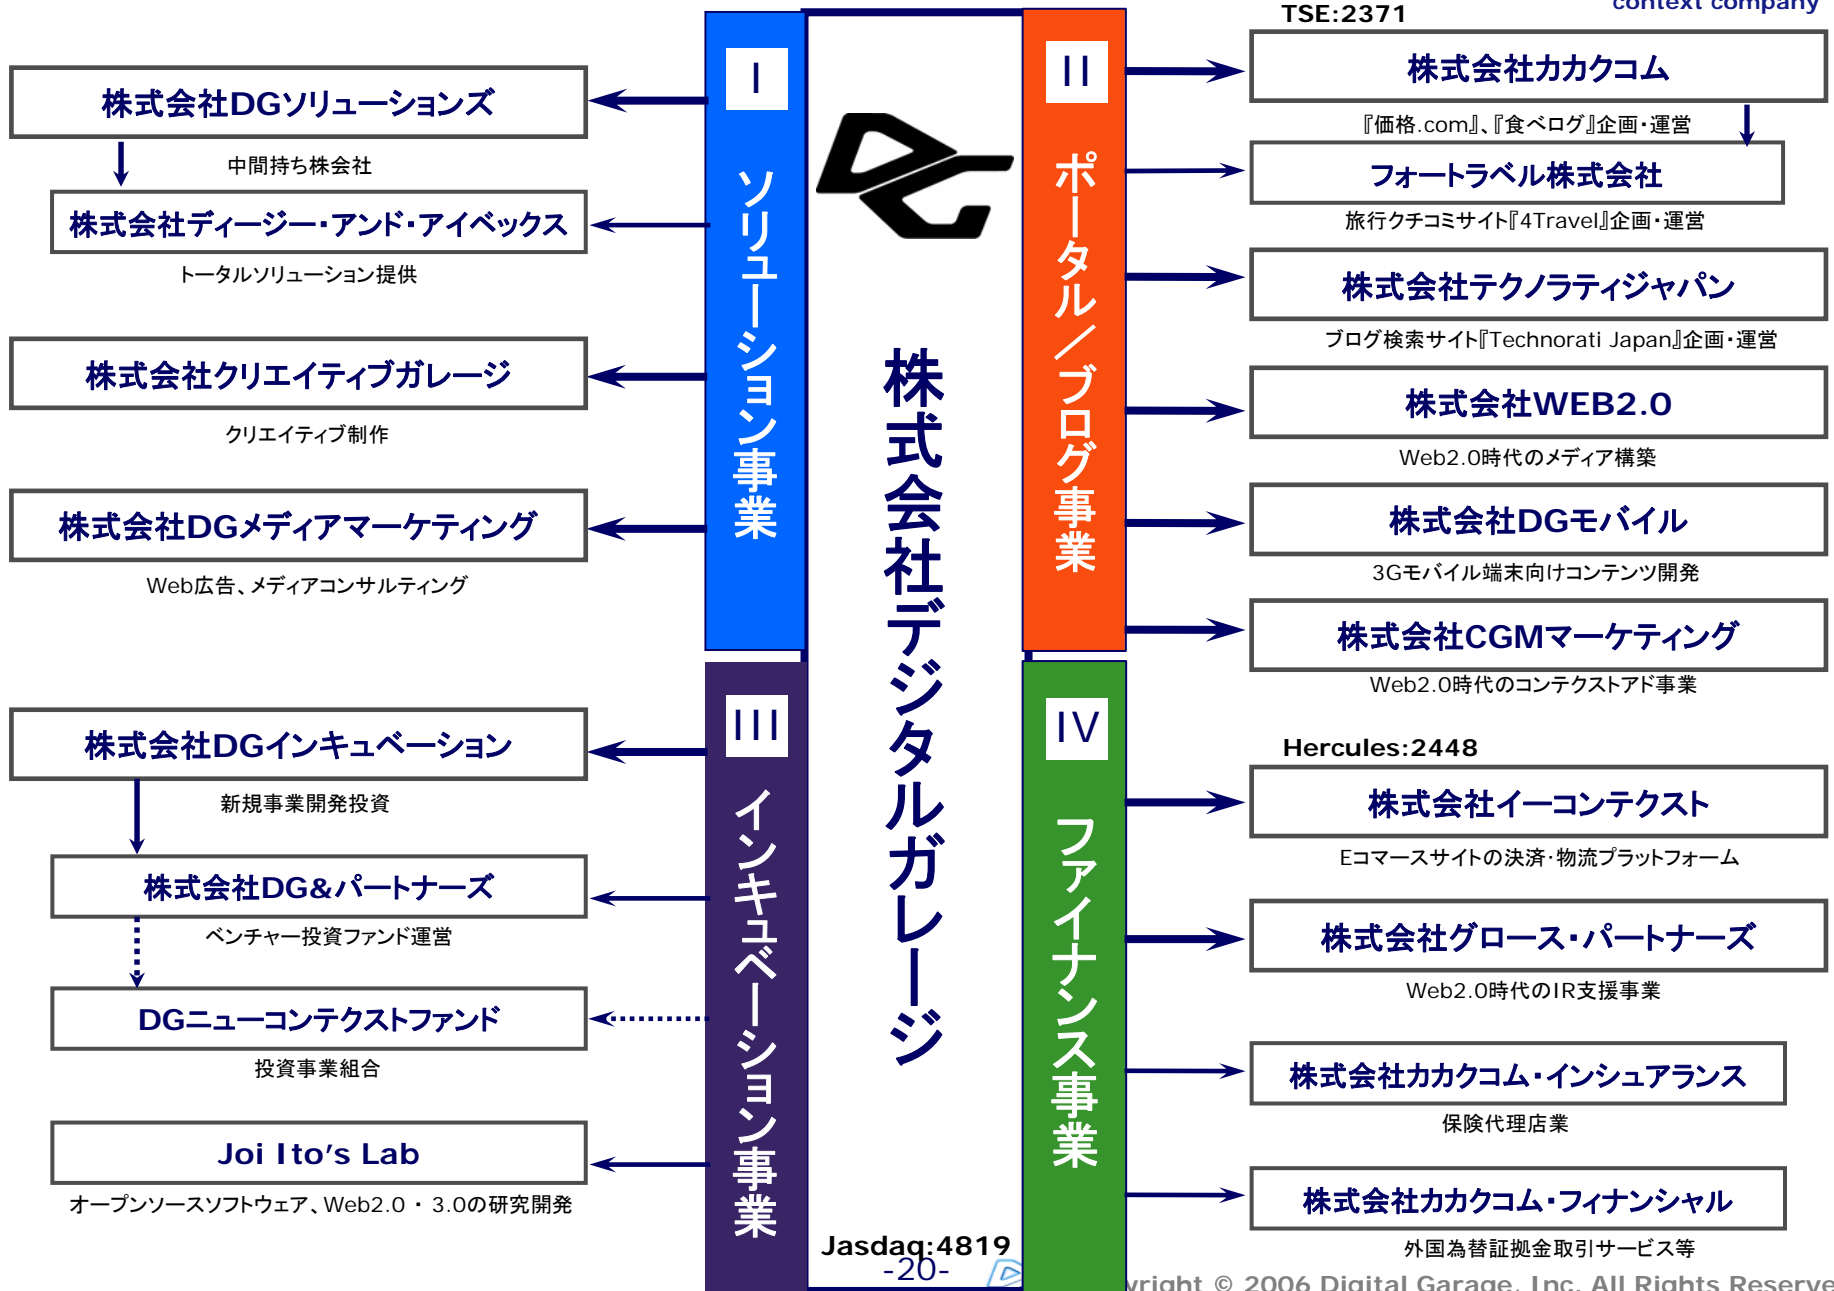 context company
I
ソリューション事業
株式会社DGソリューションズ
中間持ち株会社
株式会社ディージー・アンド・アイベックス
トータルソリューション提供
株式会社クリエイティブガレージ
クリエイティブ制作
株式会社DGメディアマーケティング
Web広告、メディアコンサルティング
株式会社デジタルガレージ
Jasdaq:4819
II
ポータル／ブログ事業
TSE:2371
株式会社カカクコム
『価格.com』、『食べログ』企画・運営
フォートラベル株式会社
旅行クチコミサイト『4Travel』企画・運営
株式会社テクノラティジャパン
ブログ検索サイト『Technorati Japan』企画・運営
株式会社WEB2.0
Web2.0時代のメディア構築
株式会社DGモバイル
3Gモバイル端末向けコンテンツ開発
株式会社CGMマーケティング
Web2.0時代のコンテクストアド事業
III
インキュベーション事業
株式会社DGインキュベーション
新規事業開発投資
株式会社DG&パートナーズ
ベンチャー投資ファンド運営
DGニューコンテクストファンド
投資事業組合
Joi Ito's Lab
オープンソースソフトウェア、Web2.0・3.0の研究開発
IV
ファイナンス事業
Hercules:2448
株式会社イーコンテクスト
Eコマースサイトの決済・物流プラットフォーム
株式会社グロース・パートナーズ
Web2.0時代のIR支援事業
株式会社カカクコム・インシュアランス
保険代理店業
株式会社カカクコム・フィナンシャル
外国為替証拠金取引サービス等
-20-
yright © 2006 Digital Garage, Inc. All Rights Reserve